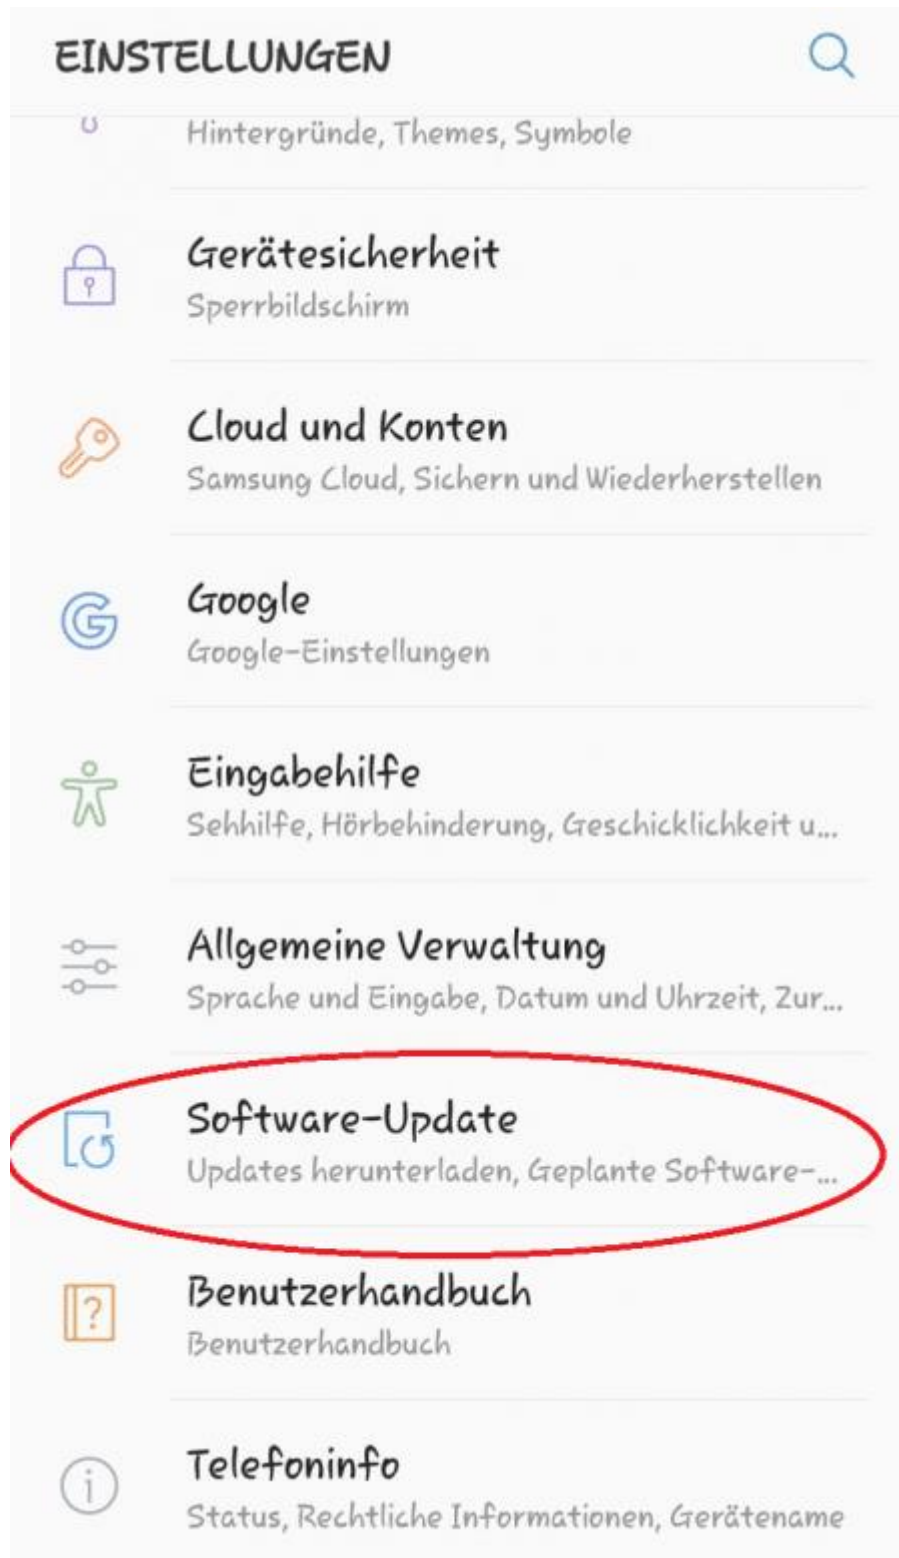 EINSTELLUNGEN
Hintergründe, Themes, Symbole
Gerätesicherheit
Sperrbildschirm
Cloud und Konten
Samsung Cloud, Sichern und Wiederherstellen
Google
Google-Einstellungen
Eingabehilfe
Sehhilfe, Hörbehinderung, Geschicklichkeit u...
Allgemeine Verwaltung
Sprache und Eingabe, Datum und Uhrzeit, Zur...
Software-Update
Updates herunterladen, Geplante Software-...
Benutzerhandbuch
Benutzerhandbuch
Telefoninfo
Status, Rechtliche Informationen, Gerätename